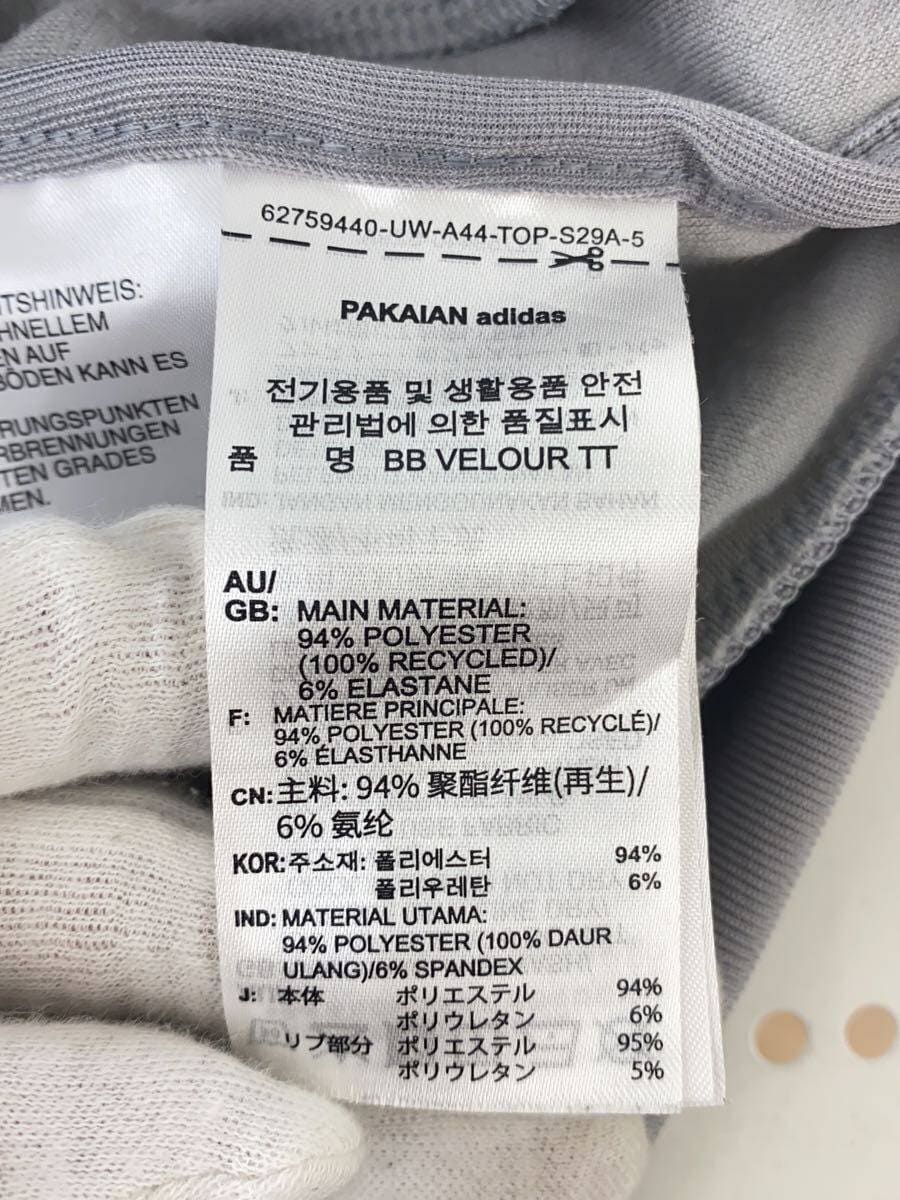 62759440-UW-A44-TOP-S29A-5
PAKAIAN adidas
전기용품 및 생활용품 안전
관리법에 의한 품질표시
품 명 BB VELOUR TT
AU/
GB: MAIN MATERIAL:
94% POLYESTER
(100% RECYCLED)/
6% ELASTANE
F: MATIERE PRINCIPALE:
94% POLYESTER (100% RECYCLÉ)/
6% ÉLASTHANNE
CN: 主料: 94% 聚酯纤维(再生)/
6% 氨纶
KOR: 주소재: 폴리에스터 94%
폴리우레탄 6%
IND: MATERIAL UTAMA:
94% POLYESTER (100% DAUR
ULANG)/6% SPANDEX
J: 本体 ポリエステル 94%
ポリウレタン 6%
リブ部分 ポリエステル 95%
ポリウレタン 5%
TSHINWEIS:
HNELLEM
N AUF
BÖDEN KANN ES
RUNGSPUNKTEN
RBRENNUNGEN
TEN GRADES
MEN.